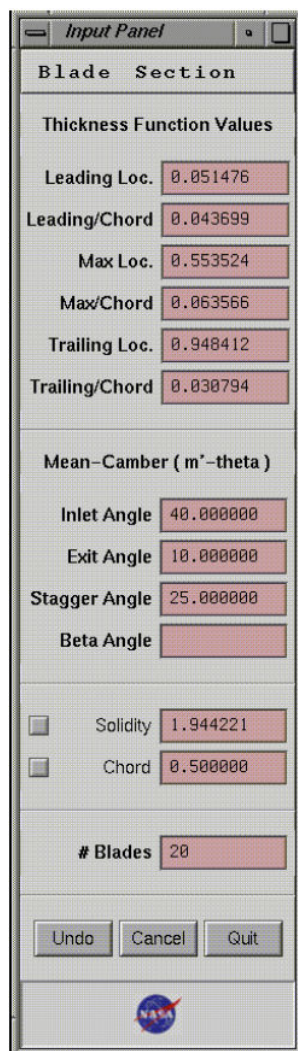 Input Panel
Blade Section
Thickness Function Values
Leading Loc. 0.051476
Leading/Chord 0.043699
Max Loc. 0.553524
Max/Chord 0.063566
Trailing Loc. 0.948412
Trailing/Chord 0.030794
Mean-Camber ( m'-theta )
Inlet Angle 40.000000
Exit Angle 10.000000
Stagger Angle 25.000000
Beta Angle
Solidity 1.944221
Chord 0.500000
# Blades 20
Undo Cancel Quit
NASA